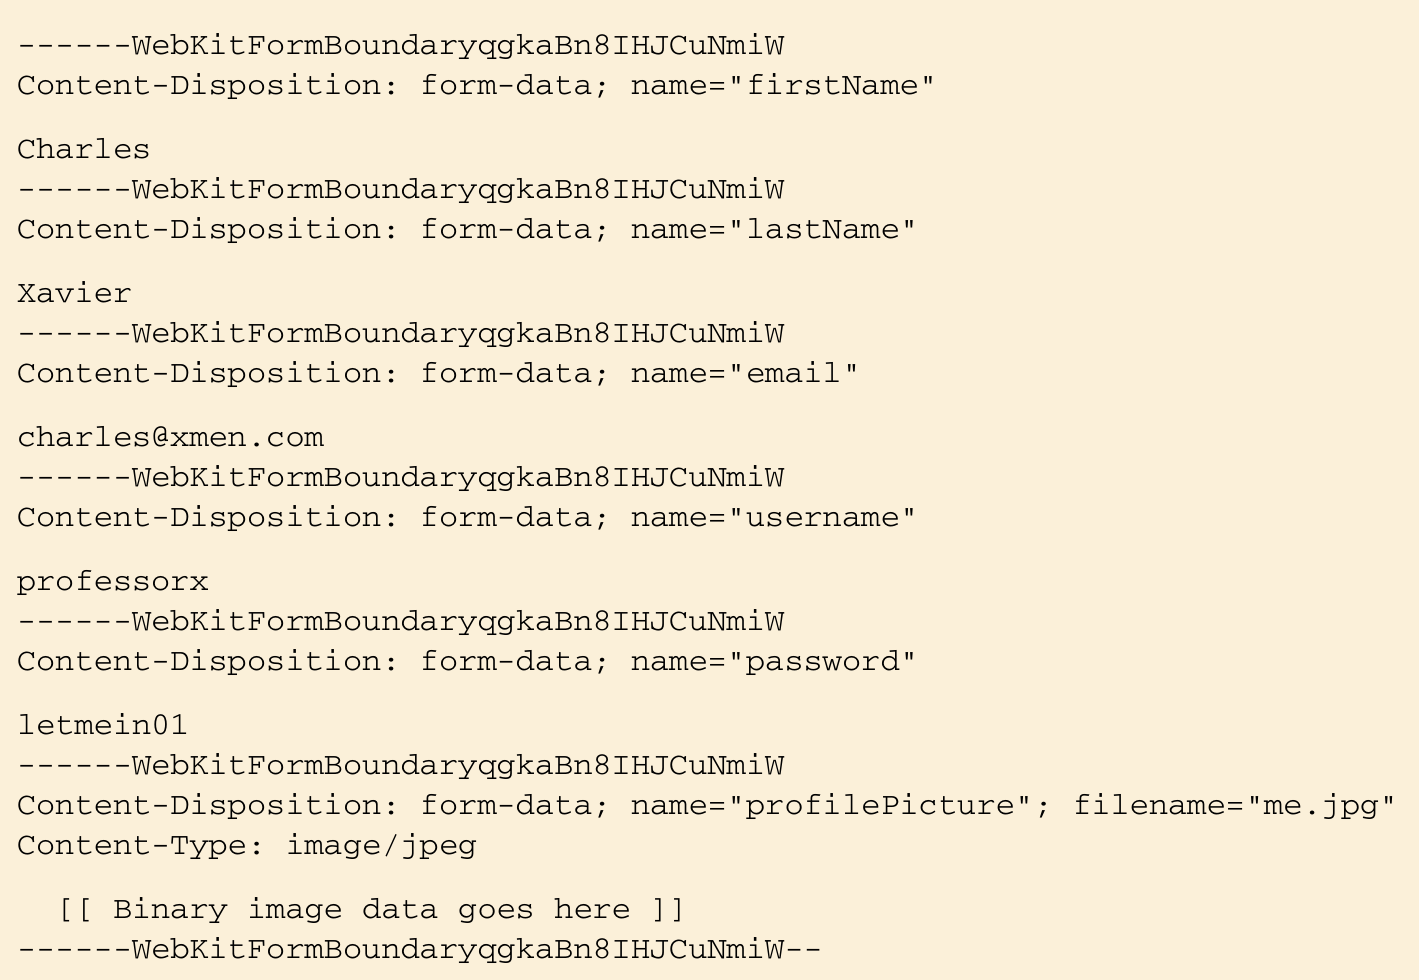 ------WebKitFormBoundaryqgkaBn8IHJCuNmiW
Content-Disposition: form-data; name="firstName"
Charles
------WebKitFormBoundaryqgkaBn8IHJCuNmiW
Content-Disposition: form-data; name="lastName"
Xavier
------WebKitFormBoundaryqgkaBn8IHJCuNmiW
Content-Disposition: form-data; name="email"
charles@xmen.com
------WebKitFormBoundaryqgkaBn8IHJCuNmiW
Content-Disposition: form-data; name="username"
professorx
------WebKitFormBoundaryqgkaBn8IHJCuNmiW
Content-Disposition: form-data; name="password"
letmein01
------WebKitFormBoundaryqgkaBn8IHJCuNmiW
Content-Disposition: form-data; name="profilePicture"; filename="me.jpg"
Content-Type: image/jpeg
  [[ Binary image data goes here ]]
------WebKitFormBoundaryqgkaBn8IHJCuNmiW--